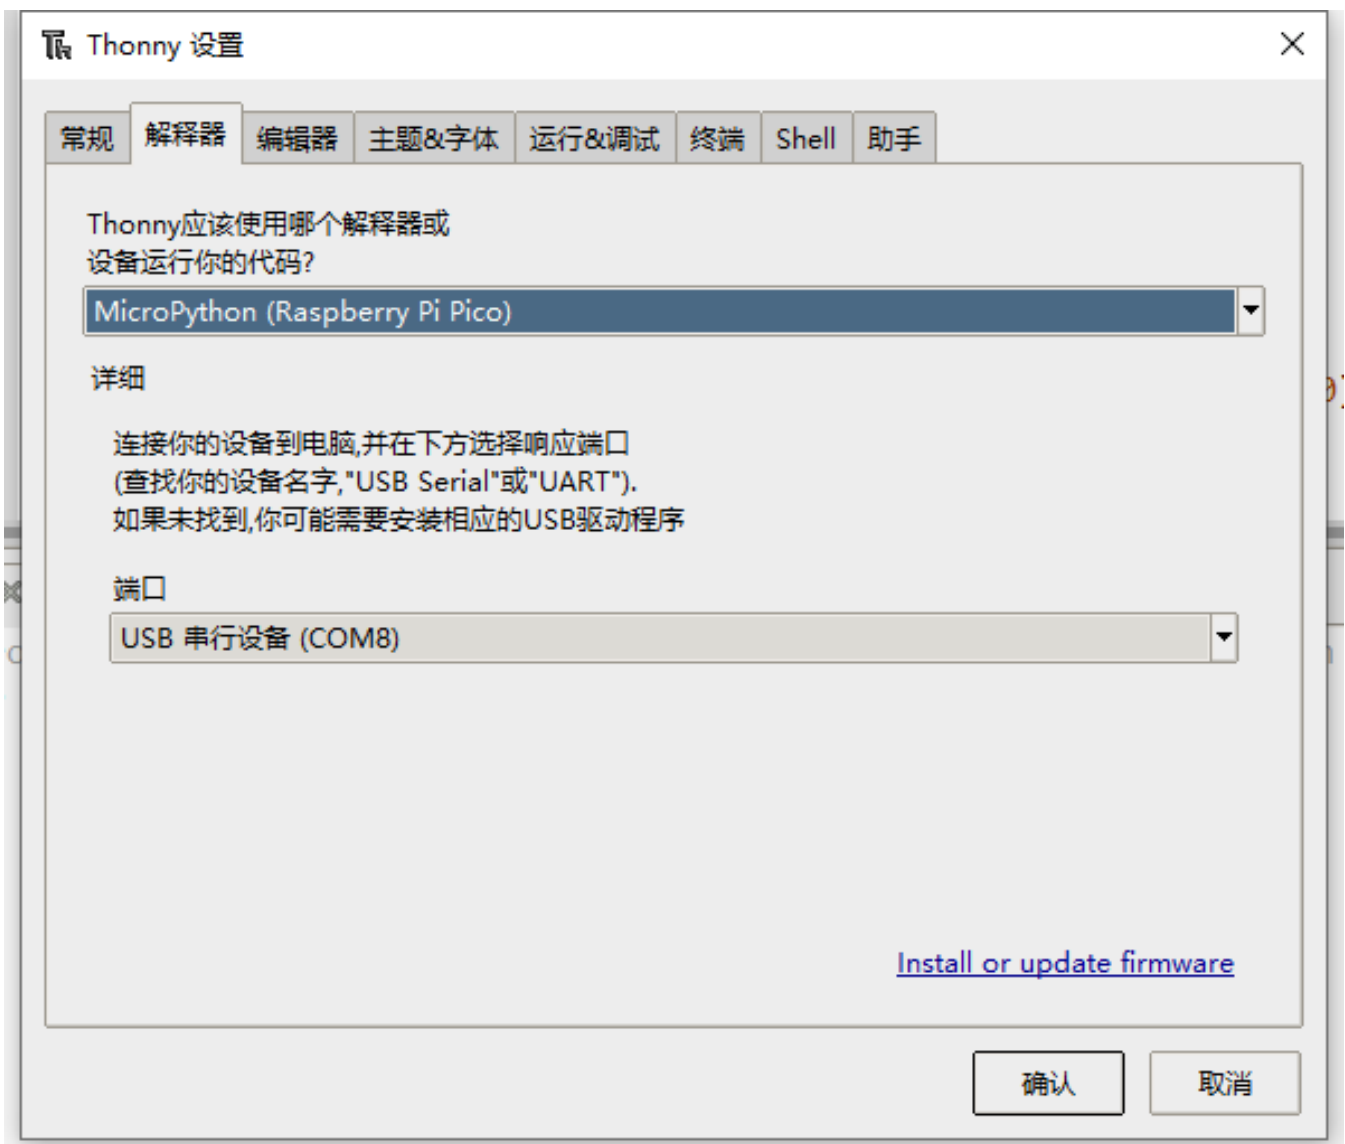 Thonny 设置
常规 解释器 编辑器 主题&字体 运行&调试 终端 Shell 助手
Thonny应该使用哪个解释器或
设备运行你的代码?
MicroPython (Raspberry Pi Pico)
详细
连接你的设备到电脑,并在下方选择响应端口
(查找你的设备名字,"USB Serial"或"UART").
如果未找到,你可能需要安装相应的USB驱动程序
端口
USB 串行设备 (COM8)
Install or update firmware
确认 取消